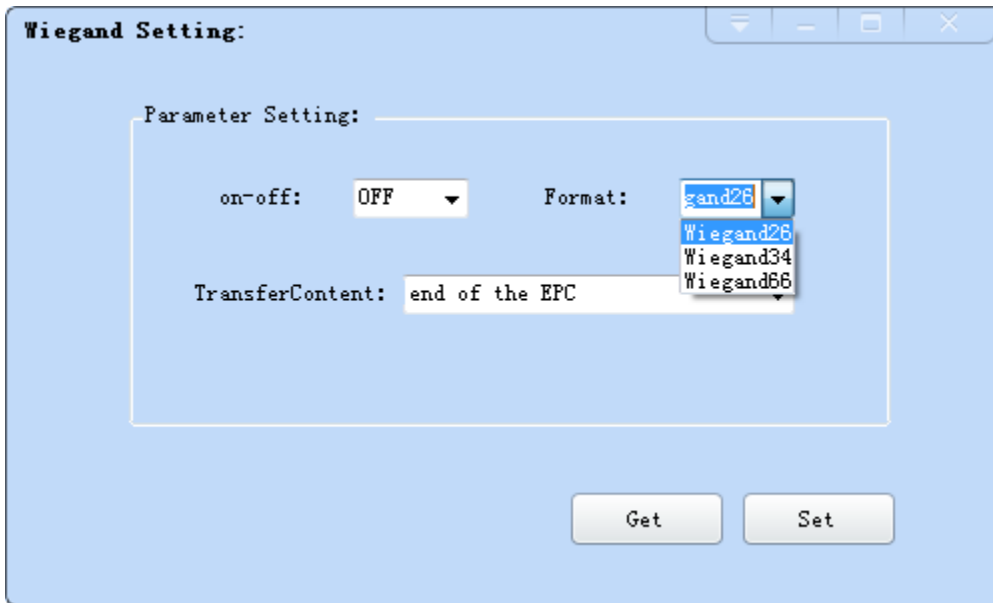 Wiegand Setting:
Parameter Setting:
on-off: OFF Format: gand26
Wiegand26
Wiegand34
Wiegand66
TransferContent: end of the EPC
Get Set